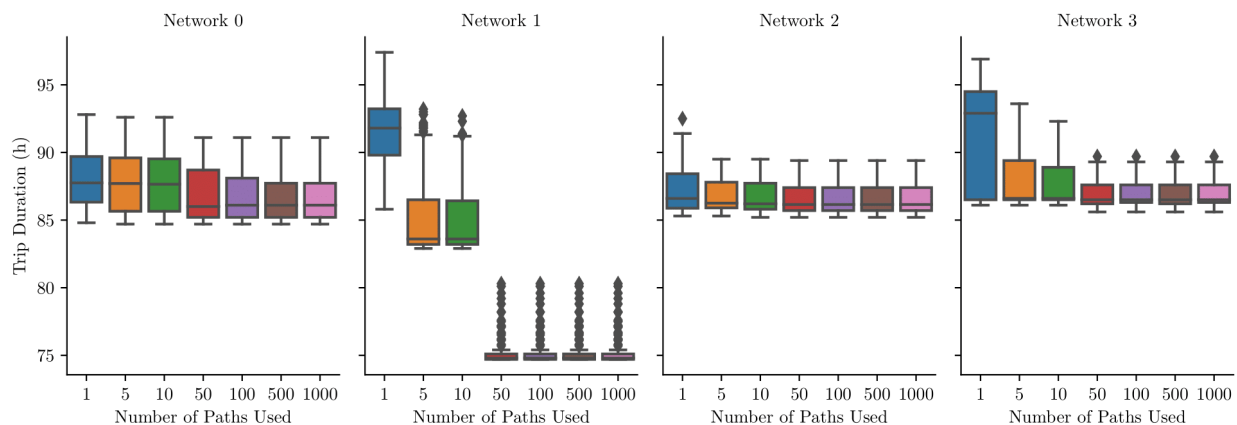 Network 0
Network 1
Network 2
Network 3
Trip Duration (h)
95
90
85
80
75
1 5 10 50 100 500 1000
1 5 10 50 100 500 1000
1 5 10 50 100 500 1000
1 5 10 50 100 500 1000
Number of Paths Used
Number of Paths Used
Number of Paths Used
Number of Paths Used